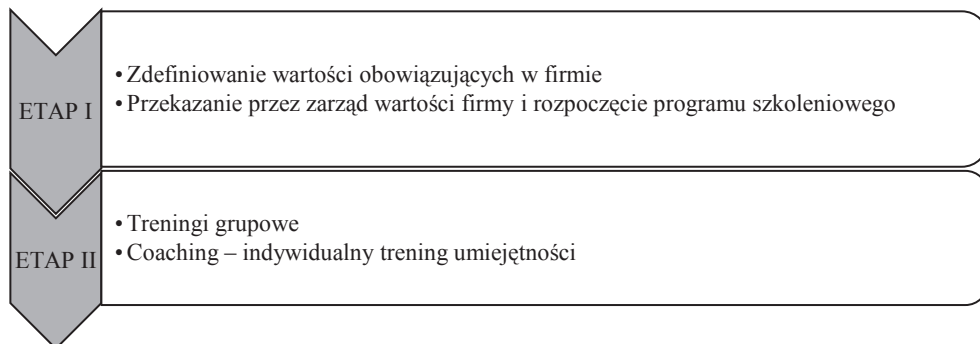 ETAP I
• Zdefiniowanie wartości obowiązujących w firmie
• Przekazanie przez zarząd wartości firmy i rozpoczęcie programu szkoleniowego
ETAP II
• Treningi grupowe
• Coaching – indywidualny trening umiejętności